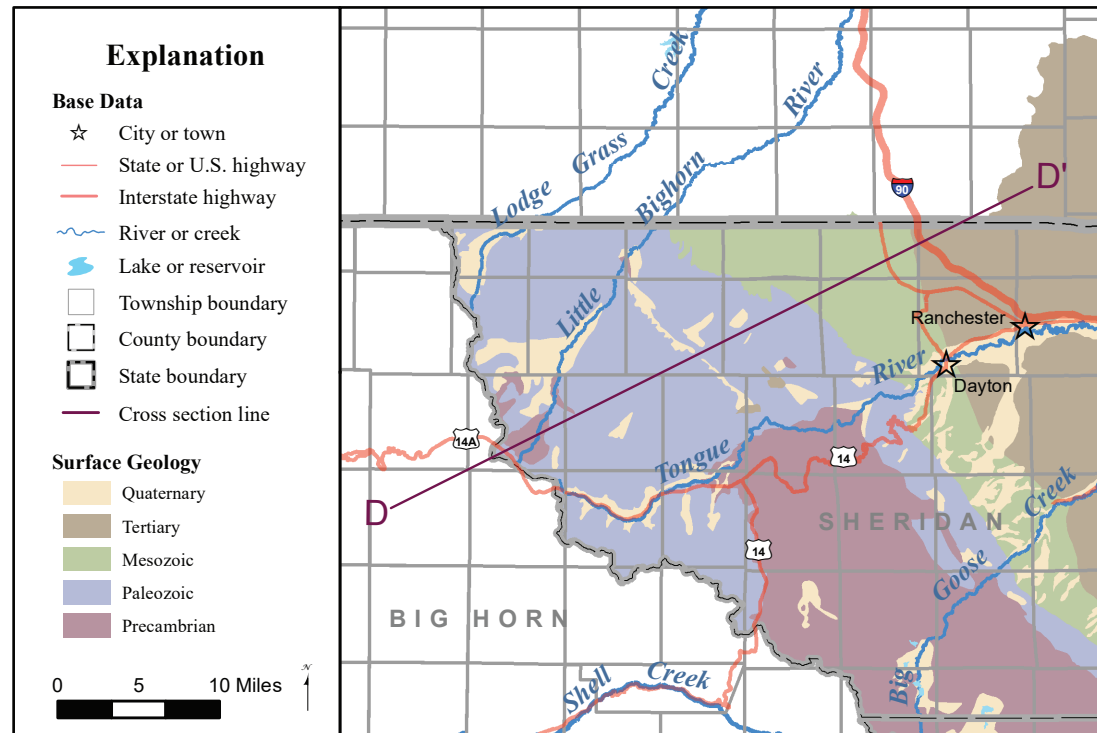 Explanation
Base Data
City or town
State or U.S. highway
Interstate highway
River or creek
Lake or reservoir
Township boundary
County boundary
State boundary
Cross section line
Surface Geology
Quaternary
Tertiary
Mesozoic
Paleozoic
Precambrian
N
0 5 10 Miles
Lodge Grass Creek
Little Bighorn River
90
D'
Ranchester
Dayton
Tongue River
14A
14
D
SHERIDAN
14
Big Goose Creek
BIG HORN
Shell Creek